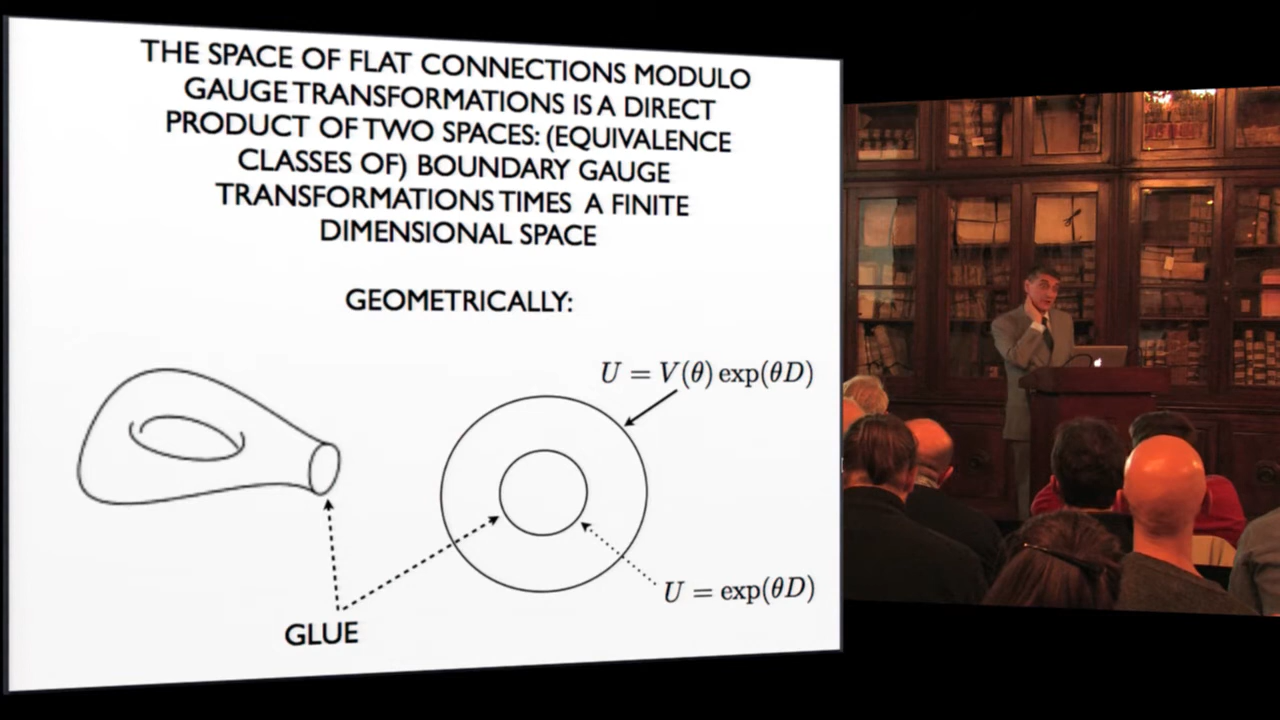 THE SPACE OF FLAT CONNECTIONS MODULO
GAUGE TRANSFORMATIONS IS A DIRECT
PRODUCT OF TWO SPACES: (EQUIVALENCE
CLASSES OF) BOUNDARY GAUGE
TRANSFORMATIONS TIMES A FINITE
DIMENSIONAL SPACE
GEOMETRICALLY:
U = V(θ) exp(θD)
U = exp(θD)
GLUE